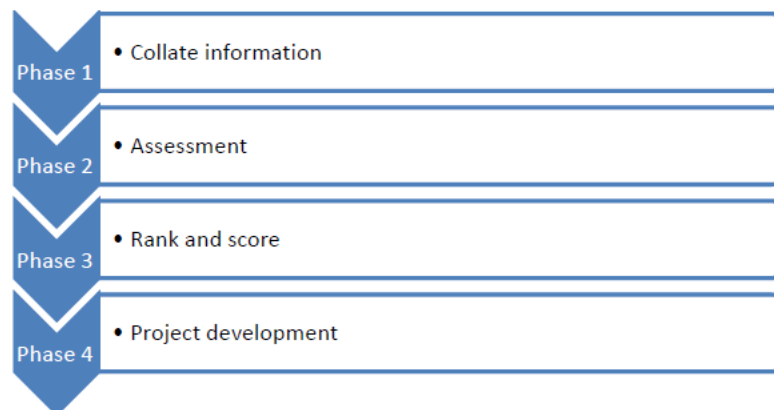 Phase 1
• Collate information
Phase 2
• Assessment
Phase 3
• Rank and score
Phase 4
• Project development